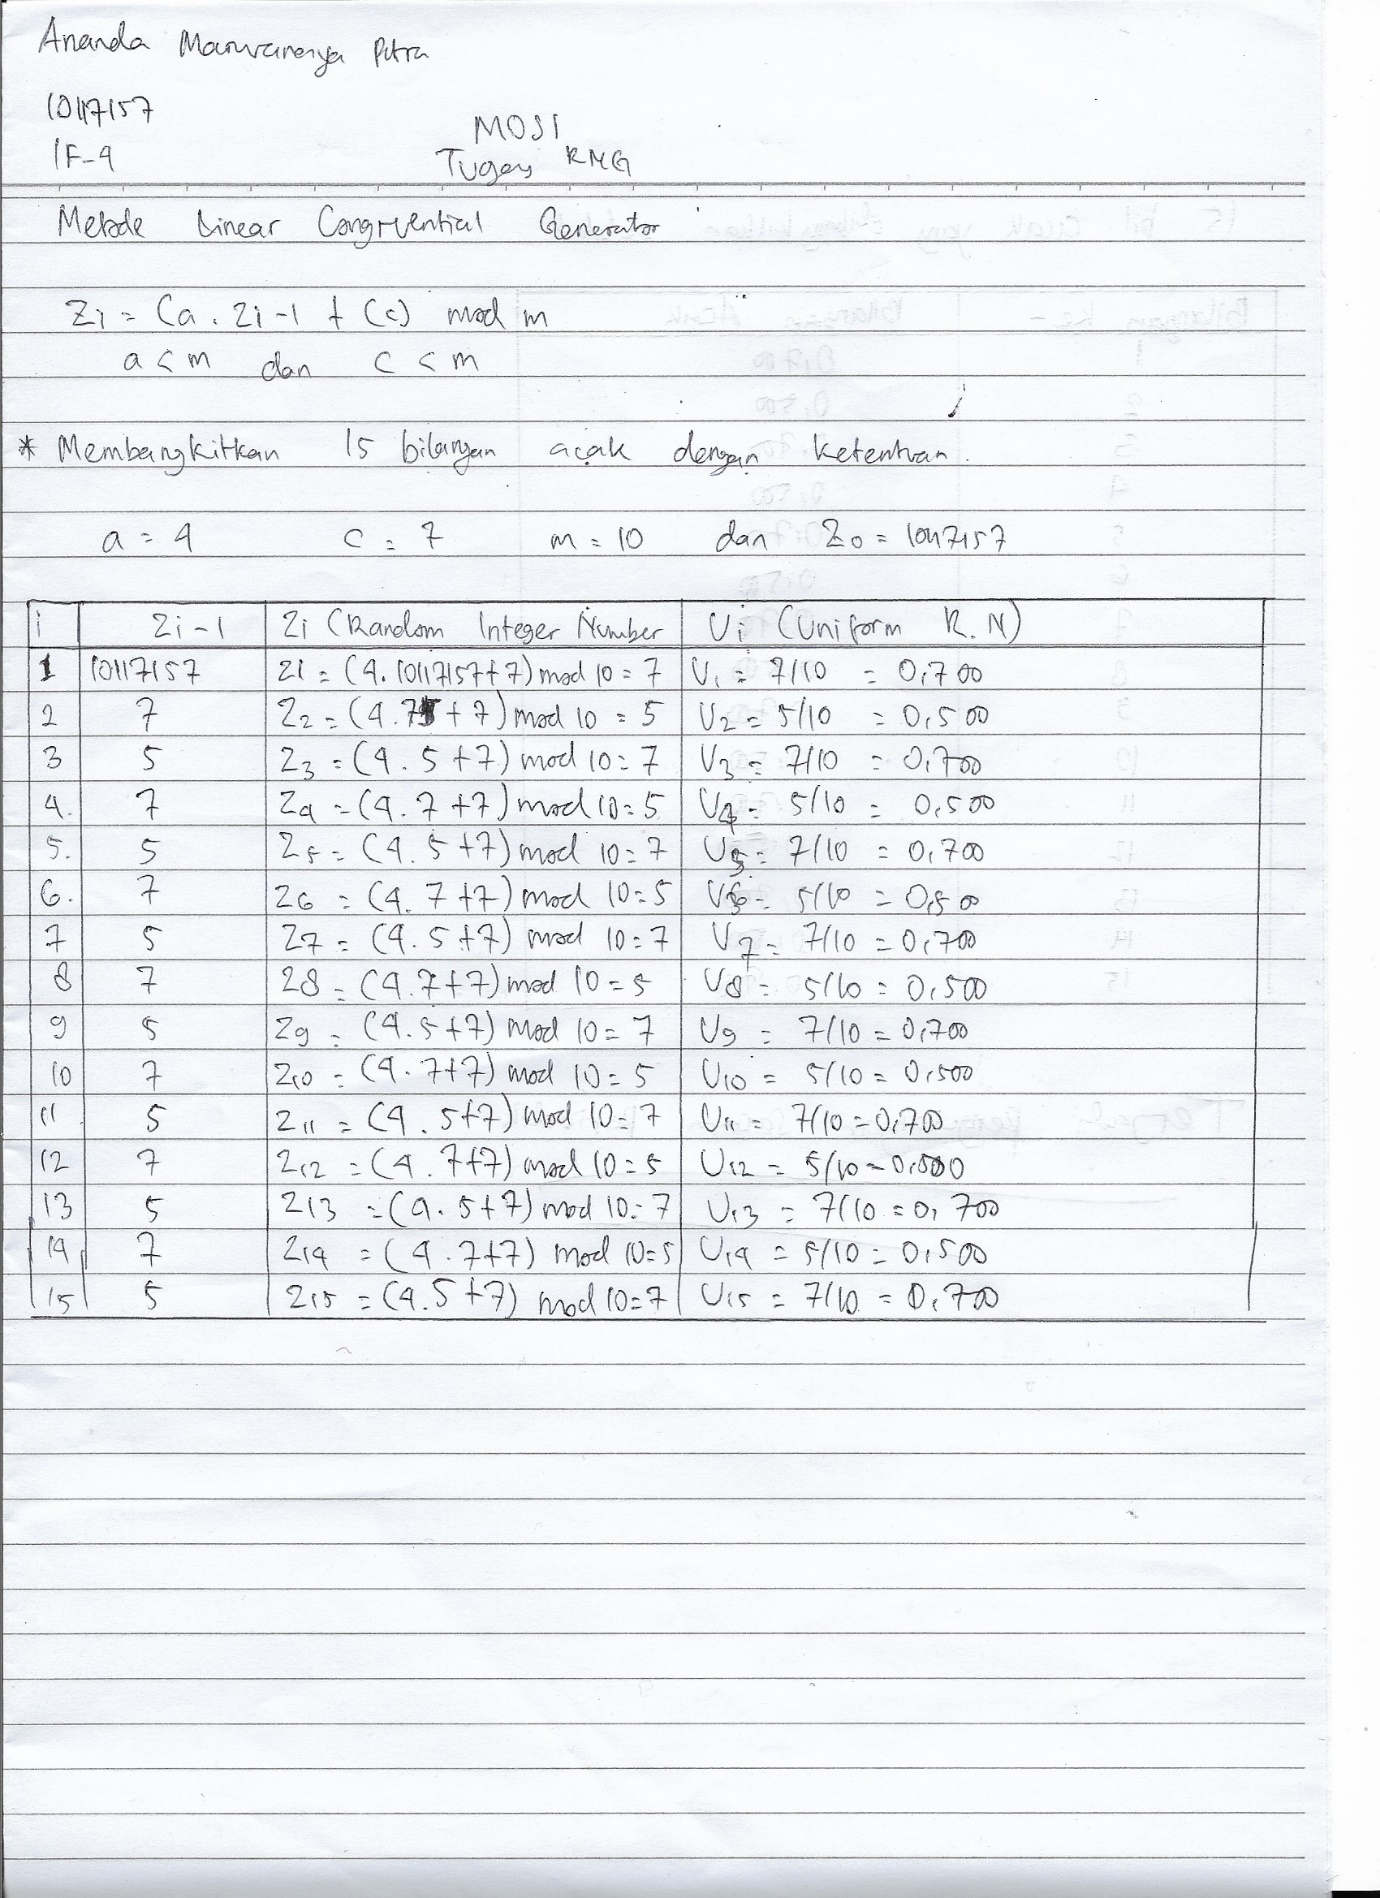 Ananda Marwanaya Putra
10117157
IF-4
MOSI
Tugas RNG
Metode Linear Congruential Generator
Zi = (a . Zi-1 + (c) mod m
a < m dan c < m
* Membangkitkan 15 bilangan acak dengan ketentuan.
a = 4 c = 7 m = 10 dan Z0 = 10117157
i Zi-1 Zi (Random Integer Number Ui (Uniform R.N)
1 10117157 Z1 = (4. 10117157+7) mod 10 = 7 U1 = 7/10 = 0,700
2 7 Z2 = (4.7 + 7) mod 10 = 5 U2 = 5/10 = 0,500
3 5 Z3 = (4 . 5 +7) mod 10 = 7 U3 = 7/10 = 0,700
4. 7 Z4 = (4 . 7 +7) mod 10 = 5 U4 = 5/10 = 0,500
5. 5 Z5 = (4. 5 +7) mod 10 = 7 U5 = 7/10 = 0,700
6. 7 Z6 = (4. 7 +7) mod 10 = 5 U6 = 5/10 = 0,500
7 5 Z7 = (4 . 5 +7) mod 10 = 7 U7 = 7/10 = 0,700
8 7 Z8 = (4.7+7) mod 10 = 5 U8 = 5/10 = 0,500
9 5 Z9 = (4.5+7) mod 10 = 7 U9 = 7/10 = 0,700
10 7 Z10 = (4. 7+7) mod 10 = 5 U10 = 5/10 = 0,500
11 5 Z11 = (4 . 5+7) mod 10 = 7 U11 = 7/10 = 0,700
12 7 Z12 = (4 . 7+7) mod 10 = 5 U12 = 5/10 = 0,500
13 5 Z13 = (4. 5+7) mod 10 = 7 U13 = 7/10 = 0,700
14 7 Z14 = (4 . 7+7) mod 10 = 5 U14 = 5/10 = 0,500
15 5 Z15 = (4.5+7) mod 10 = 7 U15 = 7/10 = 0,700